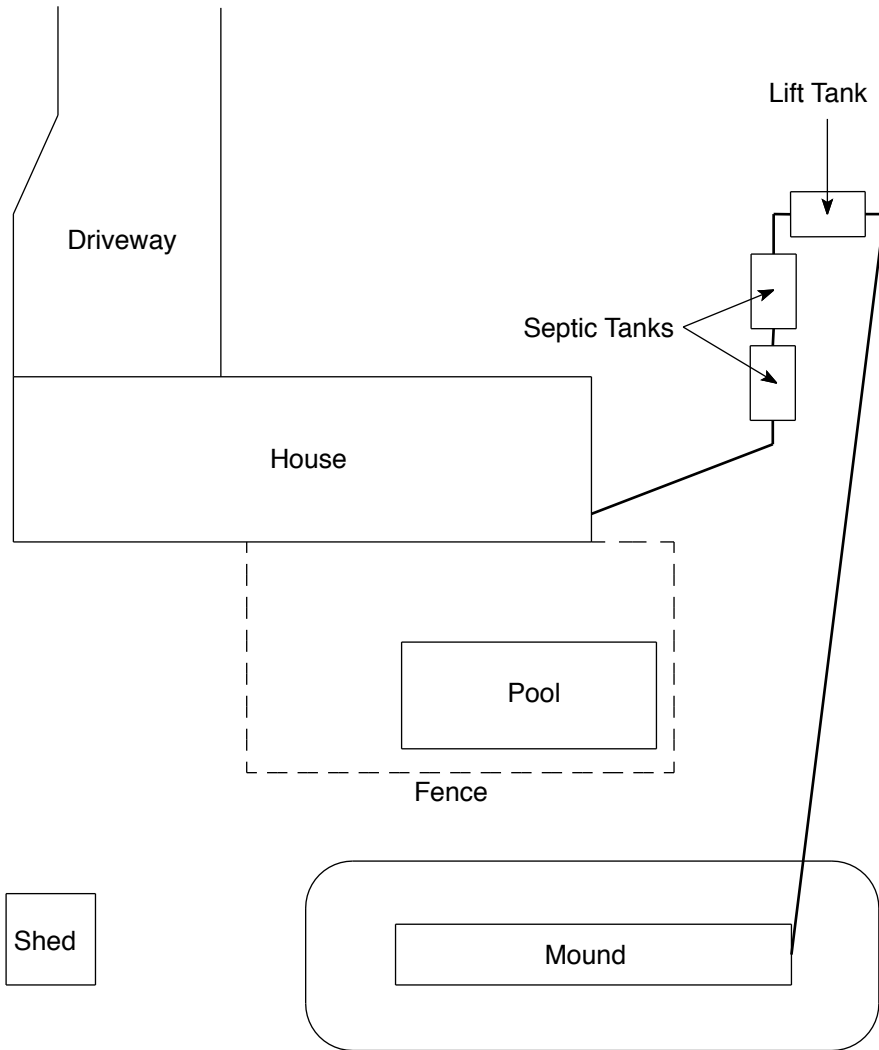 Lift Tank
Driveway
Septic Tanks
House
Pool
Fence
Shed
Mound